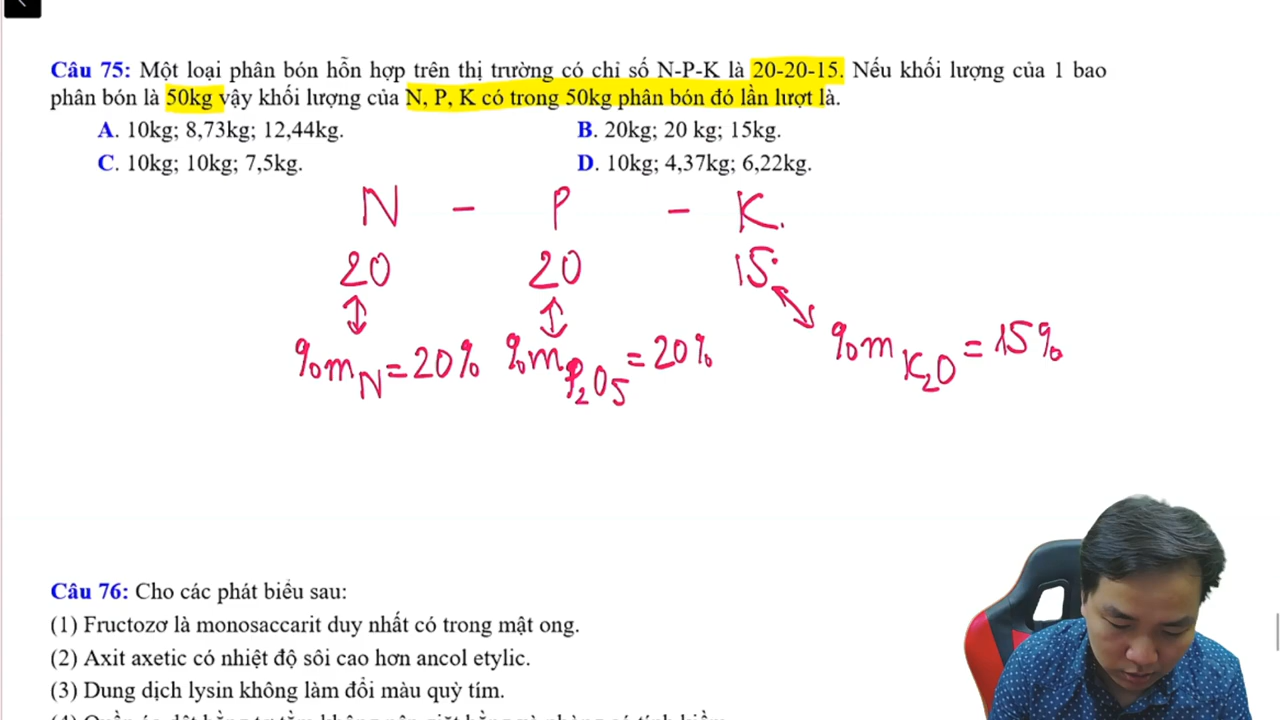 Câu 75: Một loại phân bón hỗn hợp trên thị trường có chỉ số N-P-K là 20-20-15. Nếu khối lượng của 1 bao
phân bón là 50kg vậy khối lượng của N, P, K có trong 50kg phân bón đó lần lượt là.
A. 10kg; 8,73kg; 12,44kg. B. 20kg; 20 kg; 15kg.
C. 10kg; 10kg; 7,5kg. D. 10kg; 4,37kg; 6,22kg.
N - P - K.
20 20 15
%mN = 20% %mP2O5 = 20% %mK2O = 15%
Câu 76: Cho các phát biểu sau:
(1) Fructozơ là monosaccarit duy nhất có trong mật ong.
(2) Axit axetic có nhiệt độ sôi cao hơn ancol etylic.
(3) Dung dịch lysin không làm đổi màu quỳ tím.